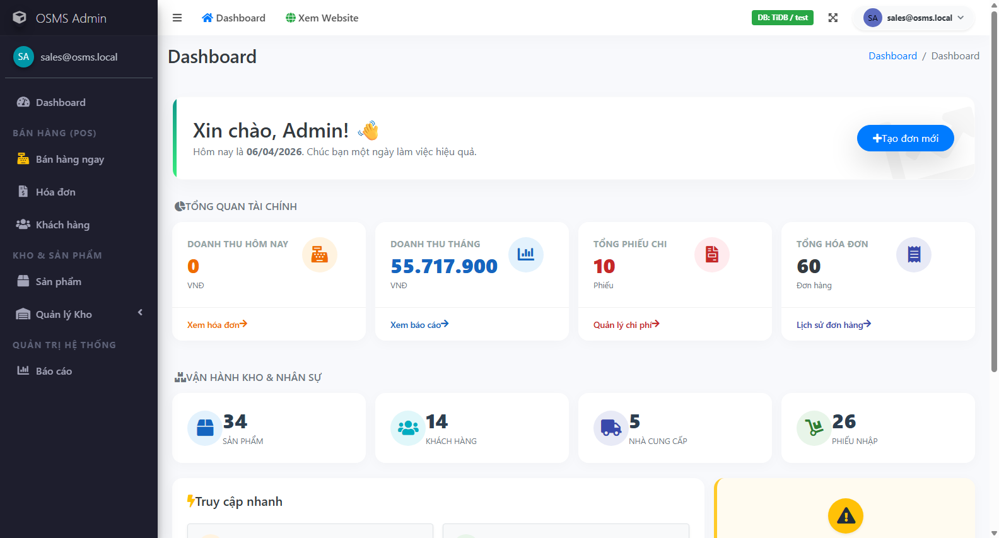 OSMS Admin
SA sales@osms.local
Dashboard
BÁN HÀNG (POS)
Bán hàng ngay
Hóa đơn
Khách hàng
KHO & SẢN PHẨM
Sản phẩm
Quản lý Kho
QUẢN TRỊ HỆ THỐNG
Báo cáo
Dashboard Xem Website DB: TiDB / test SA sales@osms.local
Dashboard
Dashboard / Dashboard
Xin chào, Admin! 👋
Hôm nay là 06/04/2026. Chúc bạn một ngày làm việc hiệu quả.
Tạo đơn mới
TỔNG QUAN TÀI CHÍNH
DOANH THU HÔM NAY
0
VNĐ
Xem hóa đơn
DOANH THU THÁNG
55.717.900
VNĐ
Xem báo cáo
TỔNG PHIẾU CHI
10
Phiếu
Quản lý chi phí
TỔNG HÓA ĐƠN
60
Đơn hàng
Lịch sử đơn hàng
VẬN HÀNH KHO & NHÂN SỰ
34
SẢN PHẨM
14
KHÁCH HÀNG
5
NHÀ CUNG CẤP
26
PHIẾU NHẬP
Truy cập nhanh